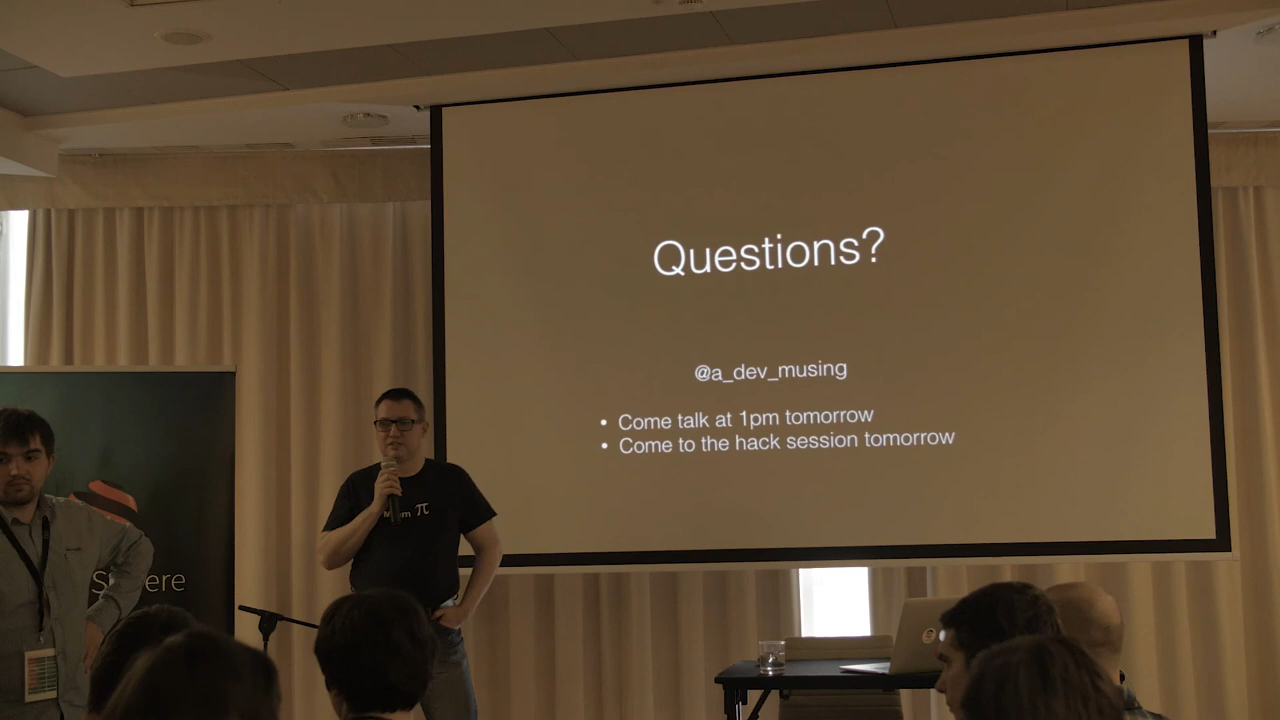 Questions?
@a_dev_musing
• Come talk at 1pm tomorrow
• Come to the hack session tomorrow
π